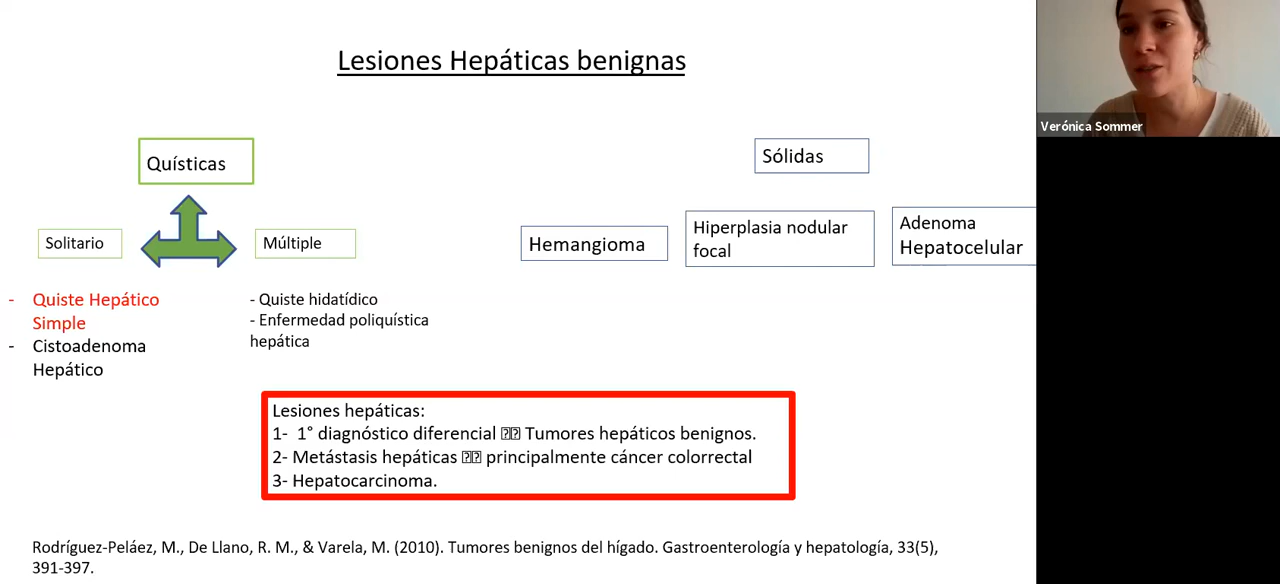 Lesiones Hepáticas benignas
Verónica Sommer
Quísticas
Sólidas
Solitario
Múltiple
Hemangioma
Hiperplasia nodular
focal
Adenoma
Hepatocelular
- Quiste Hepático
Simple
- Cistoadenoma
Hepático
- Quiste hidatídico
- Enfermedad poliquística
hepática
Lesiones hepáticas:
1- 1° diagnóstico diferencial ⍰⍰ Tumores hepáticos benignos.
2- Metástasis hepáticas ⍰⍰ principalmente cáncer colorrectal
3- Hepatocarcinoma.
Rodríguez-Peláez, M., De Llano, R. M., & Varela, M. (2010). Tumores benignos del hígado. Gastroenterología y hepatología, 33(5),
391-397.